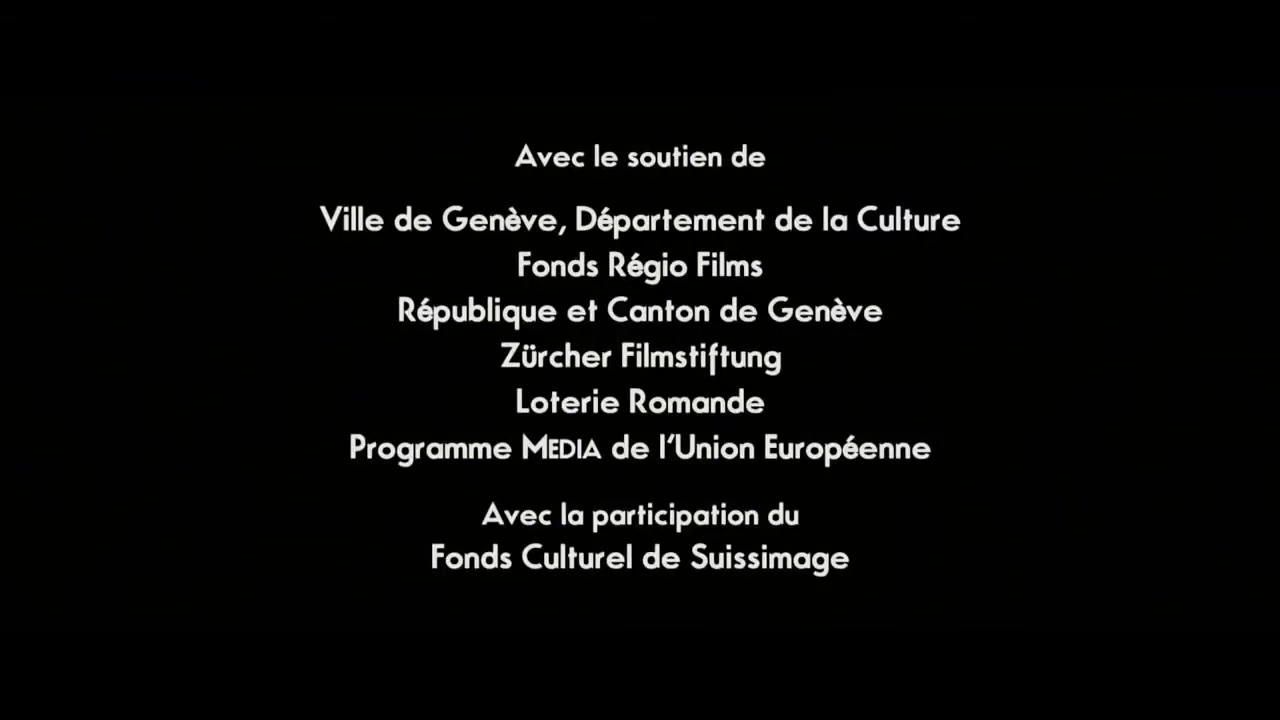 Avec le soutien de
Ville de Genève, Département de la Culture
Fonds Régio Films
République et Canton de Genève
Zürcher Filmstiftung
Loterie Romande
Programme MEDIA de l'Union Européenne
Avec la participation du
Fonds Culturel de Suissimage